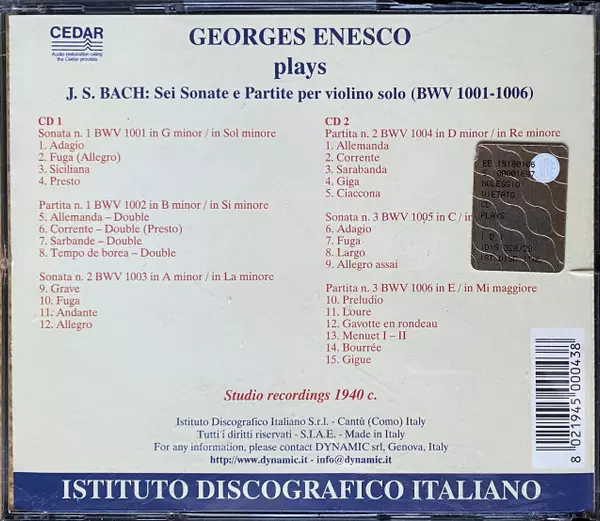 CEDAR
Audio restoration using
the Cedar process
GEORGES ENESCO
plays
J. S. BACH: Sei Sonate e Partite per violino solo (BWV 1001-1006)
CD 1
Sonata n. 1 BWV 1001 in G minor / in Sol minore
1. Adagio
2. Fuga (Allegro)
3. Siciliana
4. Presto
Partita n. 1 BWV 1002 in B minor / in Si minore
5. Allemanda – Double
6. Corrente – Double (Presto)
7. Sarbande – Double
8. Tempo de borea – Double
Sonata n. 2 BWV 1003 in A minor / in La minore
9. Grave
10. Fuga
11. Andante
12. Allegro
CD 2
Partita n. 2 BWV 1004 in D minor / in Re minore
1. Allemanda
2. Corrente
3. Sarabanda
4. Giga
5. Ciaccona
Sonata n. 3 BWV 1005 in C / in
6. Adagio
7. Fuga
8. Largo
9. Allegro assai
Partita n. 3 BWV 1006 in E / in Mi maggiore
10. Preludio
11. Loure
12. Gavotte en rondeau
13. Menuet I – II
14. Bourrée
15. Gigue
NOLEGGIO
VIETATO
CD
PLAYS
Studio recordings 1940 c.
Istituto Discografico Italiano S.r.l. - Cantù (Como) Italy
Tutti i diritti riservati - S.I.A.E. - Made in Italy
For any information, please contact DYNAMIC srl, Genova, Italy
http://www.dynamic.it - info@dynamic.it
8 021945 000438
ISTITUTO DISCOGRAFICO ITALIANO